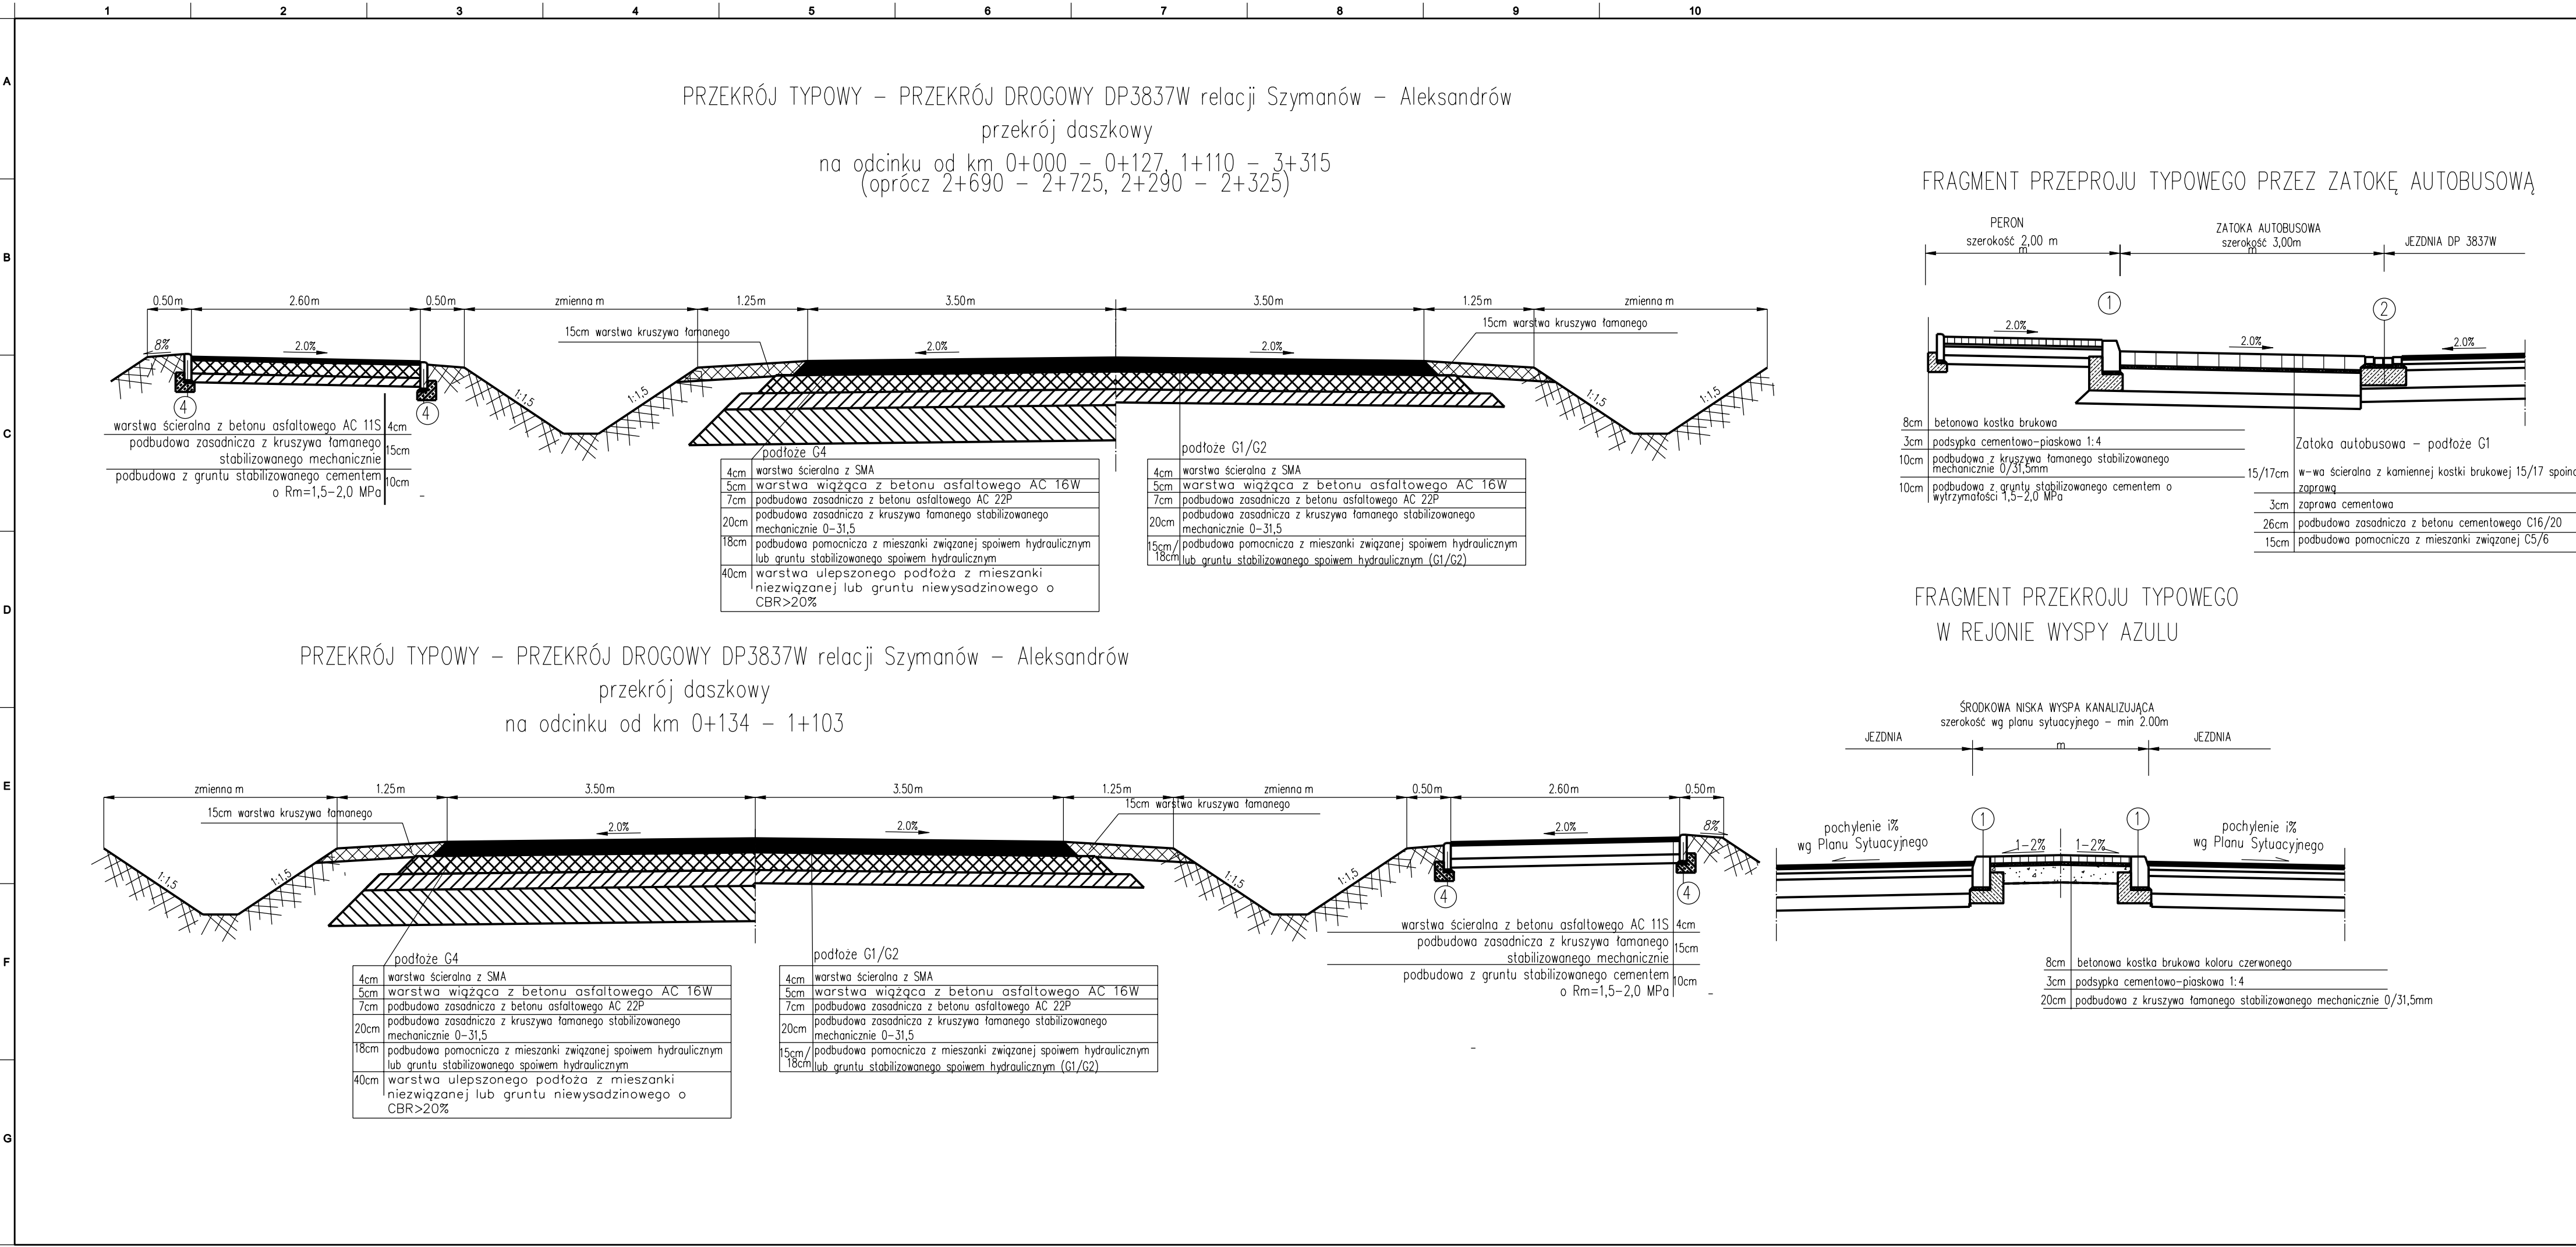 1 2 3 4 5 6 7 8 9 10
A
B
C
D
E
F
G
PRZEKRÓJ TYPOWY – PRZEKRÓJ DROGOWY DP3837W relacji Szymanów – Aleksandrów
przekrój daszkowy
na odcinku od km 0+000 – 0+127, 1+110 – 3+315
(oprócz 2+690 – 2+725, 2+290 – 2+325)
0.50m 2.60m 0.50m zmienna m 1.25m 3.50m 3.50m 1.25m zmienna m
15cm warstwa kruszywa łamanego
15cm warstwa kruszywa łamanego
8% 2.0% 2.0% 2.0%
1:1,5 1:1,5 1:1,5 1:1,5
4 4
warstwa ścieralna z betonu asfaltowego AC 11S 4cm
podbudowa zasadnicza z kruszywa łamanego
stabilizowanego mechanicznie 15cm
podbudowa z gruntu stabilizowanego cementem
o Rm=1,5–2,0 MPa 10cm
podłoże G4
4cm warstwa ścieralna z SMA
5cm warstwa wiążąca z betonu asfaltowego AC 16W
7cm podbudowa zasadnicza z betonu asfaltowego AC 22P
20cm podbudowa zasadnicza z kruszywa łamanego stabilizowanego
mechanicznie 0–31,5
18cm podbudowa pomocnicza z mieszanki związanej spoiwem hydraulicznym
lub gruntu stabilizowanego spoiwem hydraulicznym
40cm warstwa ulepszonego podłoża z mieszanki
niezwiązanej lub gruntu niewysadzinowego o
CBR>20%
podłoże G1/G2
4cm warstwa ścieralna z SMA
5cm warstwa wiążąca z betonu asfaltowego AC 16W
7cm podbudowa zasadnicza z betonu asfaltowego AC 22P
20cm podbudowa zasadnicza z kruszywa łamanego stabilizowanego
mechanicznie 0–31,5
15cm/ podbudowa pomocnicza z mieszanki związanej spoiwem hydraulicznym
18cm lub gruntu stabilizowanego spoiwem hydraulicznym (G1/G2)
FRAGMENT PRZEPROJU TYPOWEGO PRZEZ ZATOKĘ AUTOBUSOWĄ
PERON
szerokość 2,00 m
m
ZATOKA AUTOBUSOWA
szerokość 3,00m
m
JEZDNIA DP 3837W
1 2
2.0% 2.0% 2.0%
8cm betonowa kostka brukowa
3cm podsypka cementowo–piaskowa 1:4
10cm podbudowa z kruszywa łamanego stabilizowanego
mechanicznie 0/31,5mm
10cm podbudowa z gruntu stabilizowanego cementem o
wytrzymałości 1,5–2,0 MPa
Zatoka autobusowa – podłoże G1
15/17cm w–wa ścieralna z kamiennej kostki brukowej 15/17 spoino
zaprawą
3cm zaprawa cementowa
26cm podbudowa zasadnicza z betonu cementowego C16/20
15cm podbudowa pomocnicza z mieszanki związanej C5/6
PRZEKRÓJ TYPOWY – PRZEKRÓJ DROGOWY DP3837W relacji Szymanów – Aleksandrów
przekrój daszkowy
na odcinku od km 0+134 – 1+103
zmienna m 1.25m 3.50m 3.50m 1.25m zmienna m 0.50m 2.60m 0.50m
15cm warstwa kruszywa łamanego
15cm warstwa kruszywa łamanego
2.0% 2.0% 2.0% 8%
1:1,5 1:1,5 1:1,5 1:1,5
4 4
podłoże G4
4cm warstwa ścieralna z SMA
5cm warstwa wiążąca z betonu asfaltowego AC 16W
7cm podbudowa zasadnicza z betonu asfaltowego AC 22P
20cm podbudowa zasadnicza z kruszywa łamanego stabilizowanego
mechanicznie 0–31,5
18cm podbudowa pomocnicza z mieszanki związanej spoiwem hydraulicznym
lub gruntu stabilizowanego spoiwem hydraulicznym
40cm warstwa ulepszonego podłoża z mieszanki
niezwiązanej lub gruntu niewysadzinowego o
CBR>20%
podłoże G1/G2
4cm warstwa ścieralna z SMA
5cm warstwa wiążąca z betonu asfaltowego AC 16W
7cm podbudowa zasadnicza z betonu asfaltowego AC 22P
20cm podbudowa zasadnicza z kruszywa łamanego stabilizowanego
mechanicznie 0–31,5
15cm/ podbudowa pomocnicza z mieszanki związanej spoiwem hydraulicznym
18cm lub gruntu stabilizowanego spoiwem hydraulicznym (G1/G2)
warstwa ścieralna z betonu asfaltowego AC 11S 4cm
podbudowa zasadnicza z kruszywa łamanego
stabilizowanego mechanicznie 15cm
podbudowa z gruntu stabilizowanego cementem
o Rm=1,5–2,0 MPa 10cm
FRAGMENT PRZEKROJU TYPOWEGO
W REJONIE WYSPY AZULU
ŚRODKOWA NISKA WYSPA KANALIZUJĄCA
szerokość wg planu sytuacyjnego – min 2.00m
JEZDNIA m JEZDNIA
1 1
pochylenie i%
wg Planu Sytuacyjnego
1–2% 1–2%
pochylenie i%
wg Planu Sytuacyjnego
8cm betonowa kostka brukowa koloru czerwonego
3cm podsypka cementowo–piaskowa 1:4
20cm podbudowa z kruszywa łamanego stabilizowanego mechanicznie 0/31,5mm